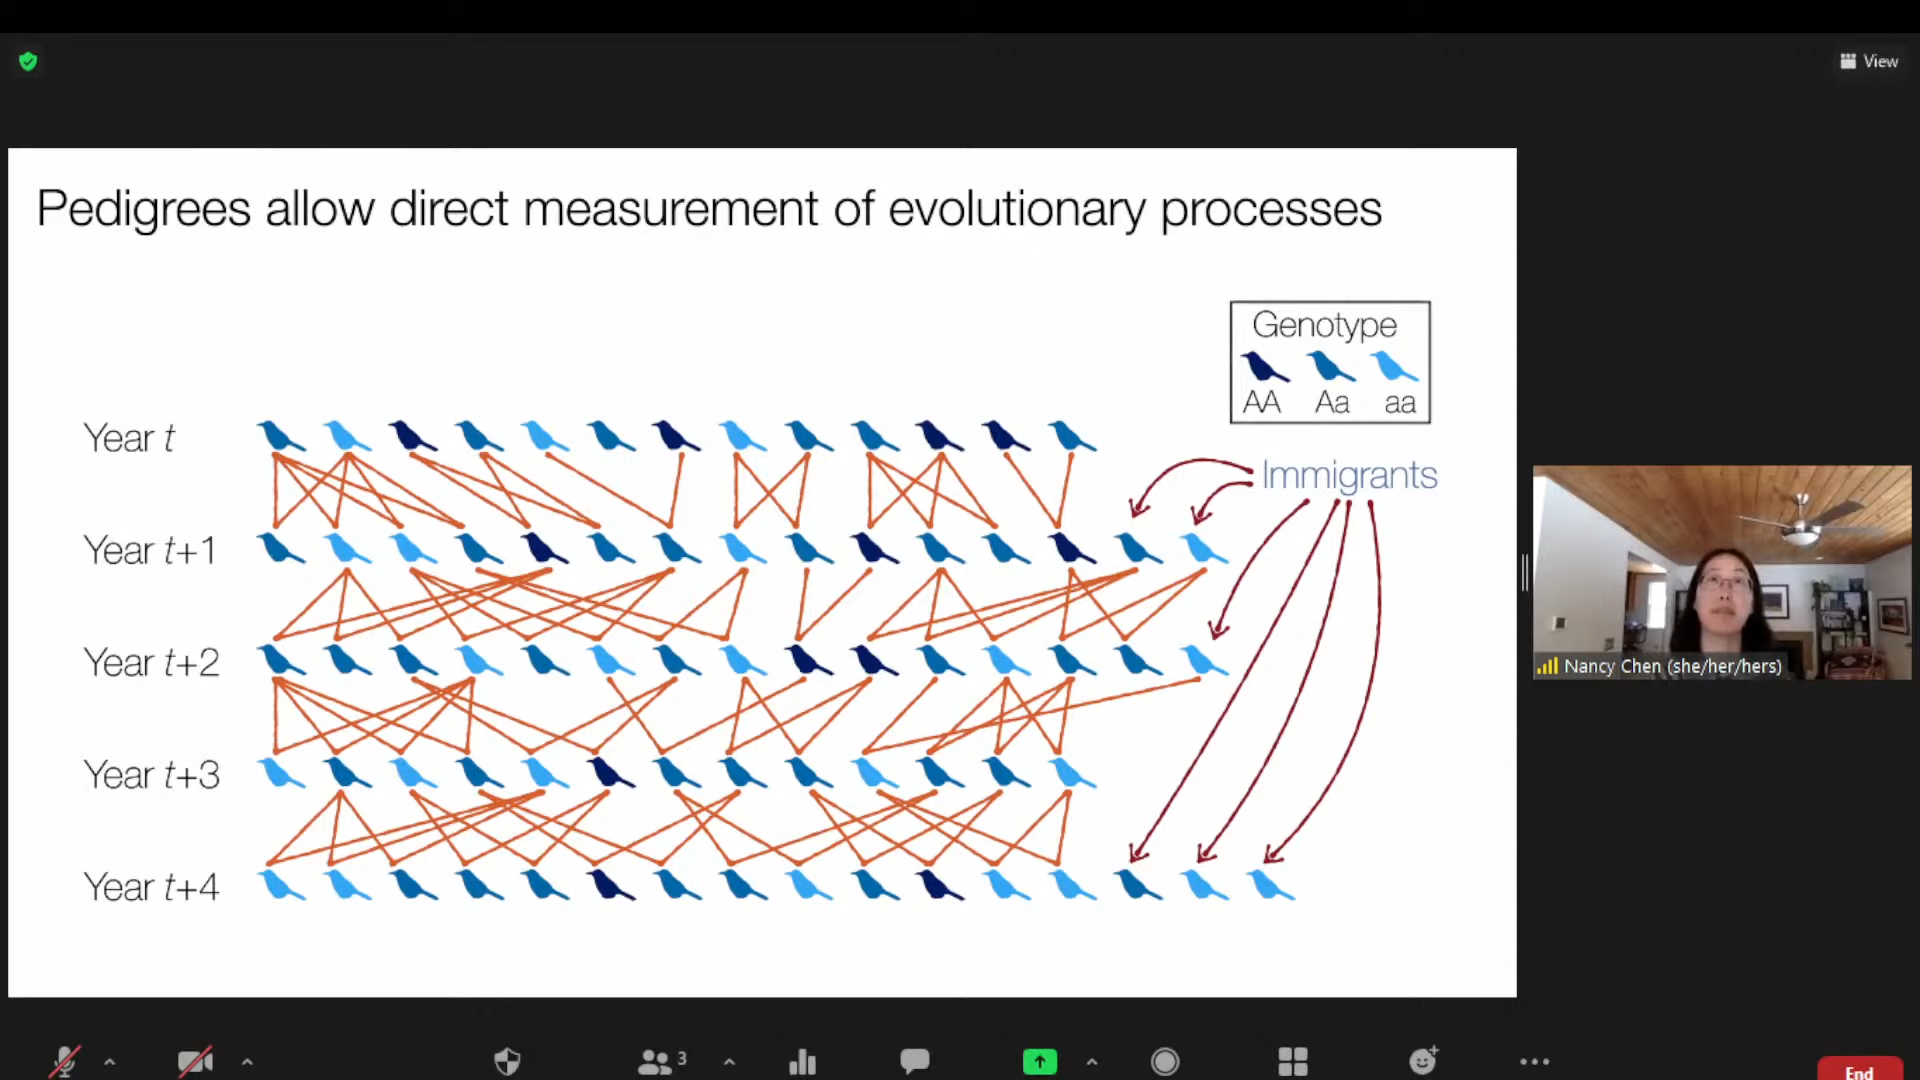 View
Pedigrees allow direct measurement of evolutionary processes
Genotype
AA Aa aa
Year t
Immigrants
Year t+1
Year t+2
Year t+3
Year t+4
Nancy Chen (she/her/hers)
3
End